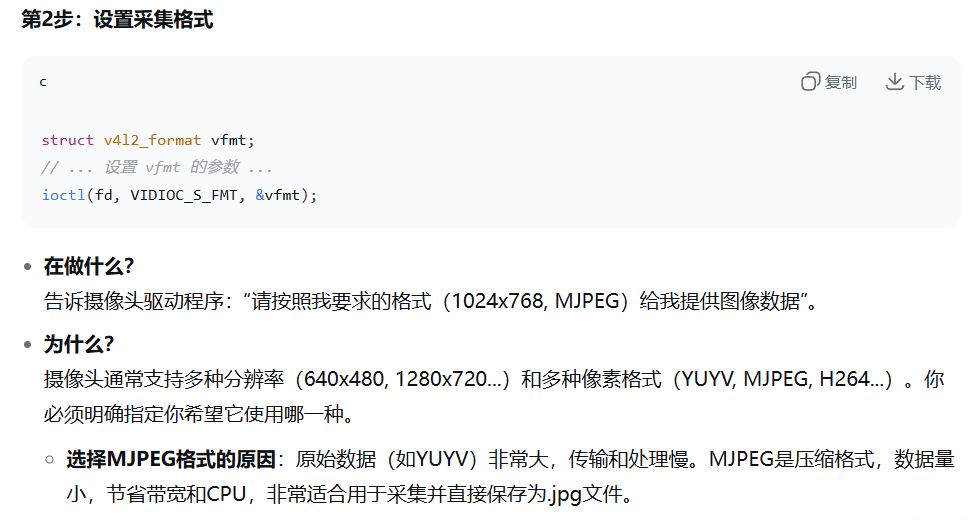 第2步：设置采集格式
c
复制
下载
struct v4l2_format vfmt;
// ... 设置 vfmt 的参数 ...
ioctl(fd, VIDIOC_S_FMT, &vfmt);
在做什么？
告诉摄像头驱动程序：“请按照我要求的格式（1024x768, MJPEG）给我提供图像数据”。
为什么？
摄像头通常支持多种分辨率（640x480, 1280x720...）和多种像素格式（YUYV, MJPEG, H264...）。你
必须明确指定你希望它使用哪一种。
选择MJPEG格式的原因：原始数据（如YUYV）非常大，传输和处理慢。MJPEG是压缩格式，数据量
小，节省带宽和CPU，非常适合用于采集并直接保存为.jpg文件。